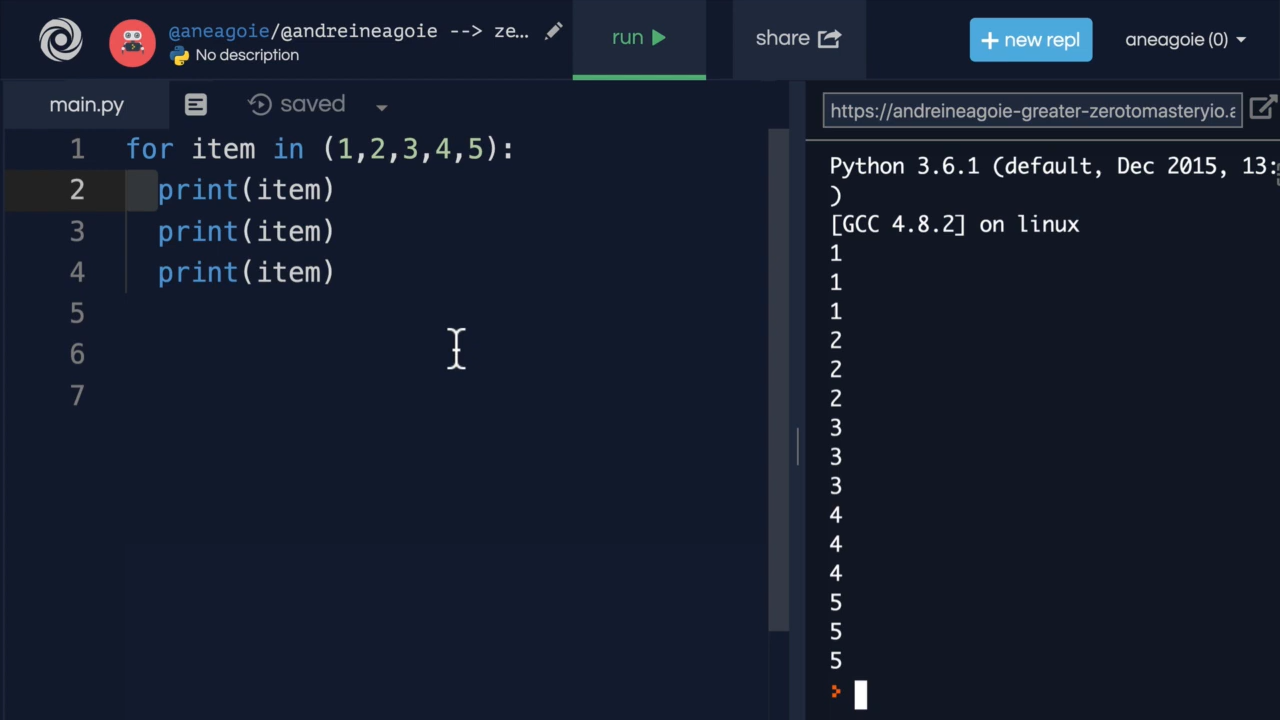 @aneagoie/@andreineagoie --> ze...
No description
run
share
+ new repl
aneagoie (0)
main.py
saved
https://andreineagoie-greater-zerotomasteryio.
1 for item in (1,2,3,4,5):
2 print(item)
3 print(item)
4 print(item)
5
6
7
Python 3.6.1 (default, Dec 2015, 13:
)
[GCC 4.8.2] on linux
1
1
1
2
2
2
3
3
3
4
4
4
5
5
5